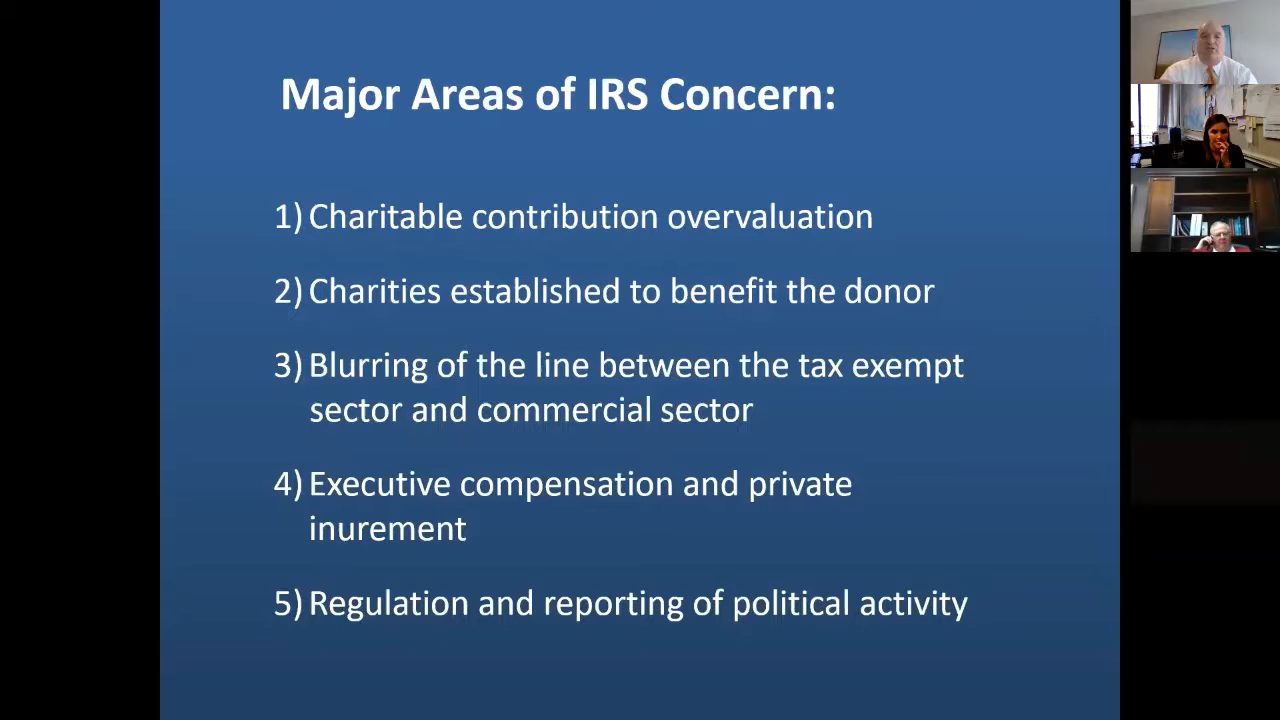 Major Areas of IRS Concern:
1) Charitable contribution overvaluation
2) Charities established to benefit the donor
3) Blurring of the line between the tax exempt
sector and commercial sector
4) Executive compensation and private
inurement
5) Regulation and reporting of political activity